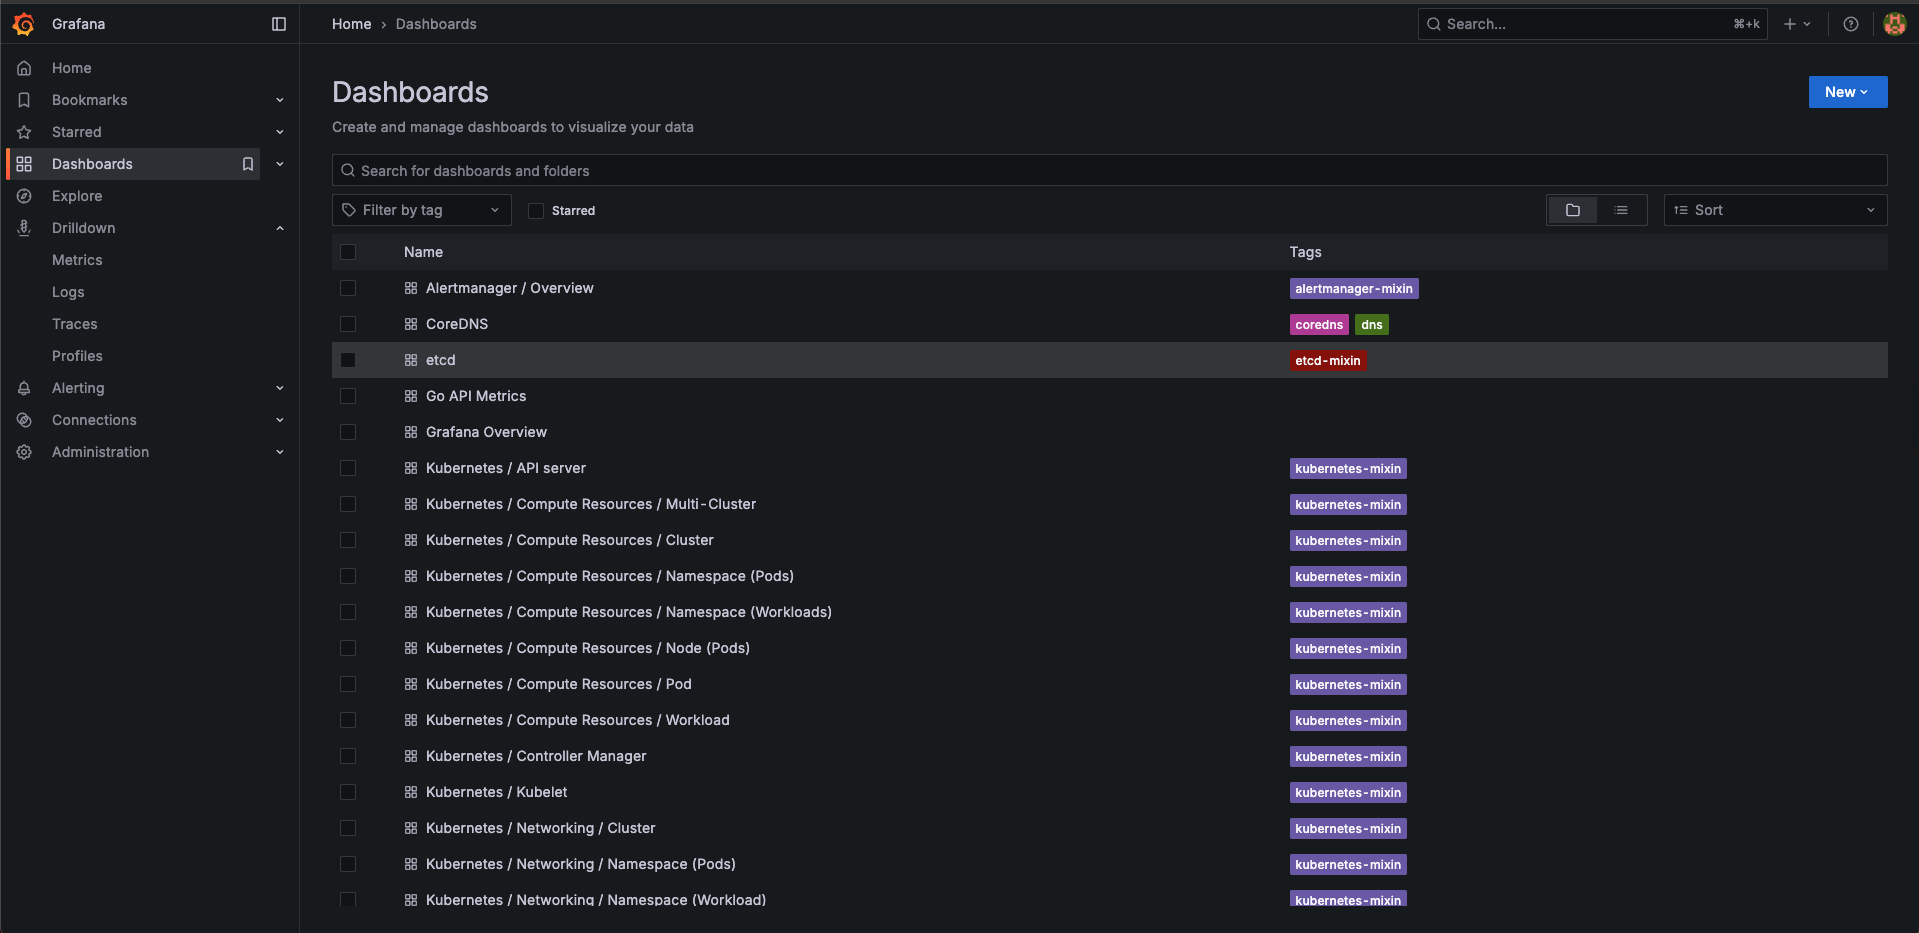 Grafana
Home › Dashboards
Search...
⌘+k
Home
Bookmarks
Starred
Dashboards
Explore
Drilldown
Metrics
Logs
Traces
Profiles
Alerting
Connections
Administration
Dashboards
New
Create and manage dashboards to visualize your data
Search for dashboards and folders
Filter by tag
Starred
Sort
Name Tags
Alertmanager / Overview alertmanager-mixin
CoreDNS coredns dns
etcd etcd-mixin
Go API Metrics
Grafana Overview
Kubernetes / API server kubernetes-mixin
Kubernetes / Compute Resources / Multi-Cluster kubernetes-mixin
Kubernetes / Compute Resources / Cluster kubernetes-mixin
Kubernetes / Compute Resources / Namespace (Pods) kubernetes-mixin
Kubernetes / Compute Resources / Namespace (Workloads) kubernetes-mixin
Kubernetes / Compute Resources / Node (Pods) kubernetes-mixin
Kubernetes / Compute Resources / Pod kubernetes-mixin
Kubernetes / Compute Resources / Workload kubernetes-mixin
Kubernetes / Controller Manager kubernetes-mixin
Kubernetes / Kubelet kubernetes-mixin
Kubernetes / Networking / Cluster kubernetes-mixin
Kubernetes / Networking / Namespace (Pods) kubernetes-mixin
Kubernetes / Networking / Namespace (Workload) kubernetes-mixin